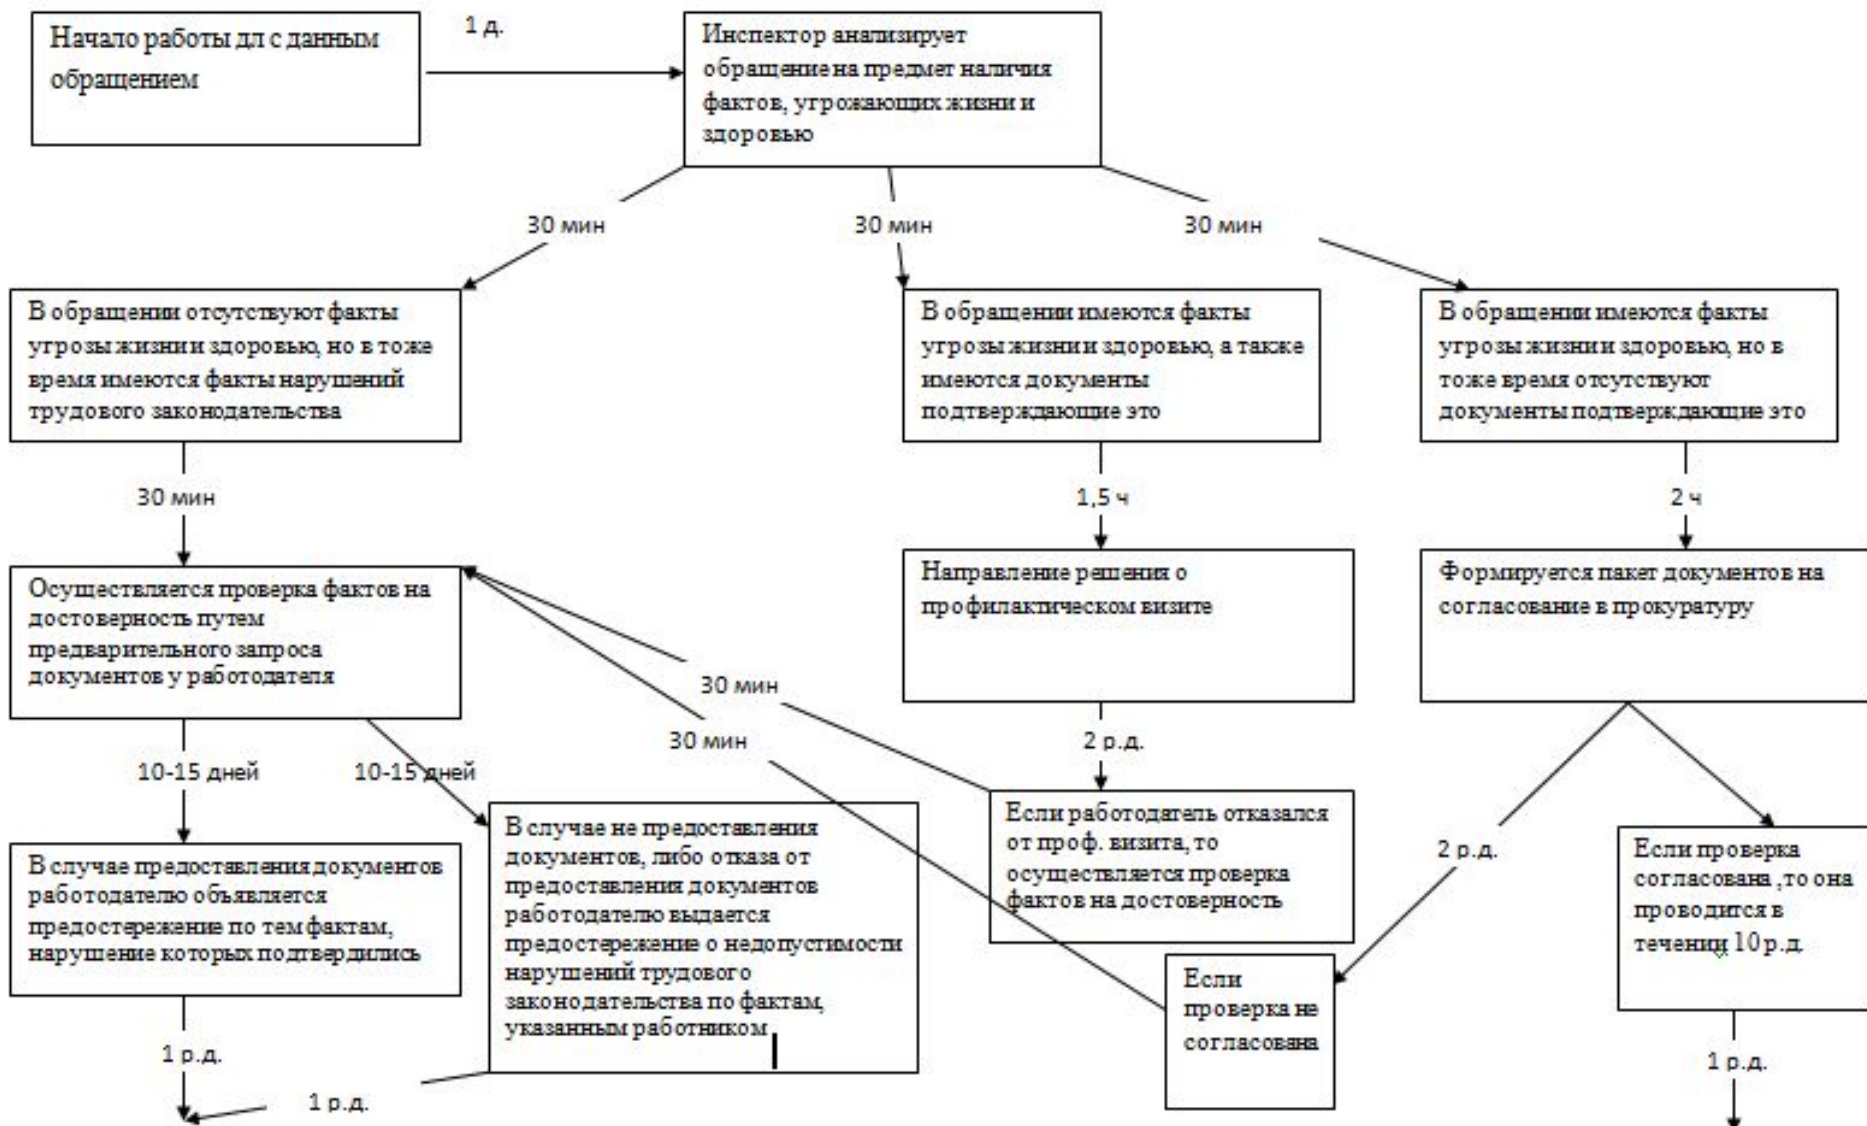 Начало работы дл с данным
обращением
1 д.
Инспектор анализирует
обращение на предмет наличия
фактов, угрожающих жизни и
здоровью
30 мин
30 мин
30 мин
В обращении отсутствуют факты
угрозы жизни и здоровью, но в тоже
время имеются факты нарушений
трудового законодательства
В обращении имеются факты
угрозы жизни и здоровью, а также
имеются документы
подтверждающие это
В обращении имеются факты
угрозы жизни и здоровью, но в
тоже время отсутствуют
документы подтверждающие это
30 мин
1,5 ч
2 ч
Осуществляется проверка фактов на
достоверность путем
предварительного запроса
документов у работодателя
Направление решения о
профилактическом визите
Формируется пакет документов на
согласование в прокуратуру
30 мин
30 мин
2 р.д.
10-15 дней
10-15 дней
В случае предоставления документов
работодателю объявляется
предостережение по тем фактам,
нарушение которых подтвердились
В случае не предоставления
документов, либо отказа от
предоставления документов
работодателю выдается
предостережение о недопустимости
нарушений трудового
законодательства по фактам,
указанным работником
Если работодатель отказался
от проф. визита, то
осуществляется проверка
фактов на достоверность
2 р.д.
Если
проверка не
согласована
Если проверка
согласована ,то она
проводится в
течении 10 р.д.
1 р.д.
1 р.д.
1 р.д.